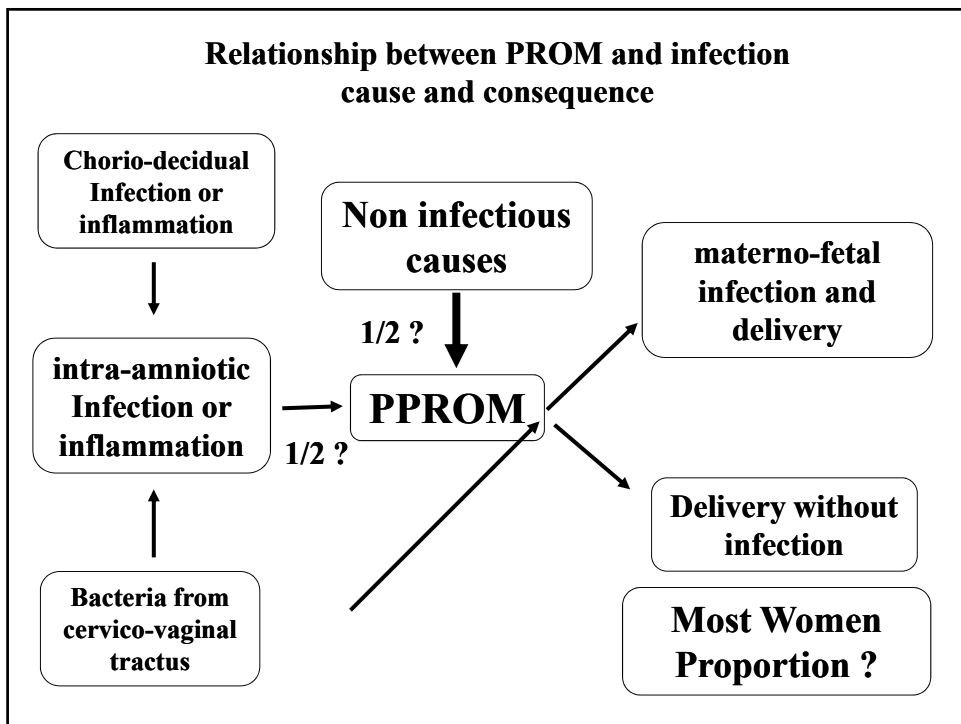 Relationship between PROM and infection
cause and consequence
Chorio-decidual
Infection or
inflammation
Non infectious
causes
materno-fetal
infection and
delivery
1/2 ?
intra-amniotic
Infection or
inflammation
PPROM
1/2 ?
Delivery without
infection
Bacteria from
cervico-vaginal
tractus
Most Women
Proportion ?